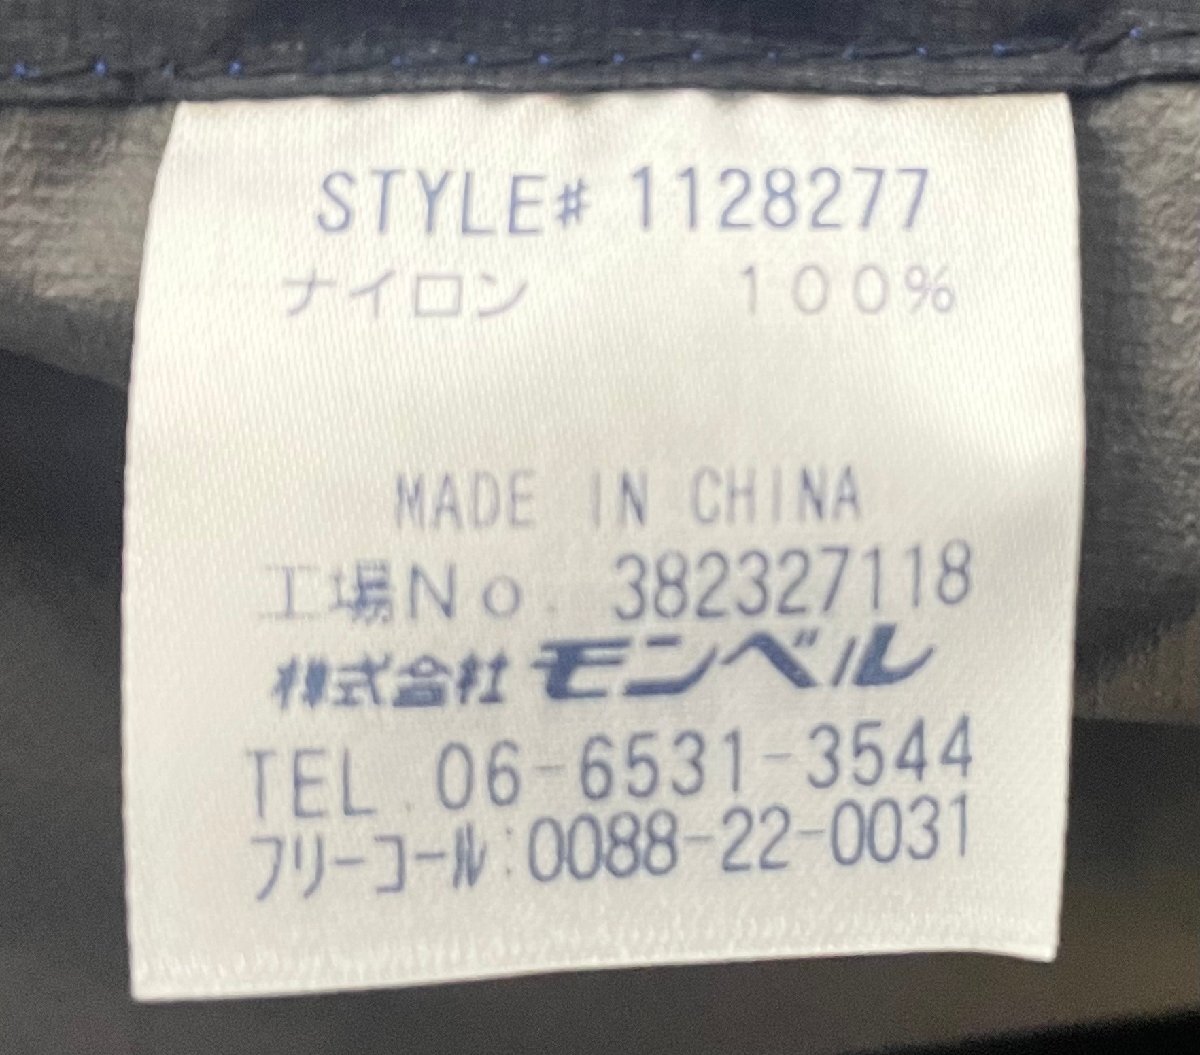 STYLE# 1128277
ナイロン 100%
MADE IN CHINA
工場No. 382327118
株式会社 モンベル
TEL. 06-6531-3544
フリーコール:0088-22-0031